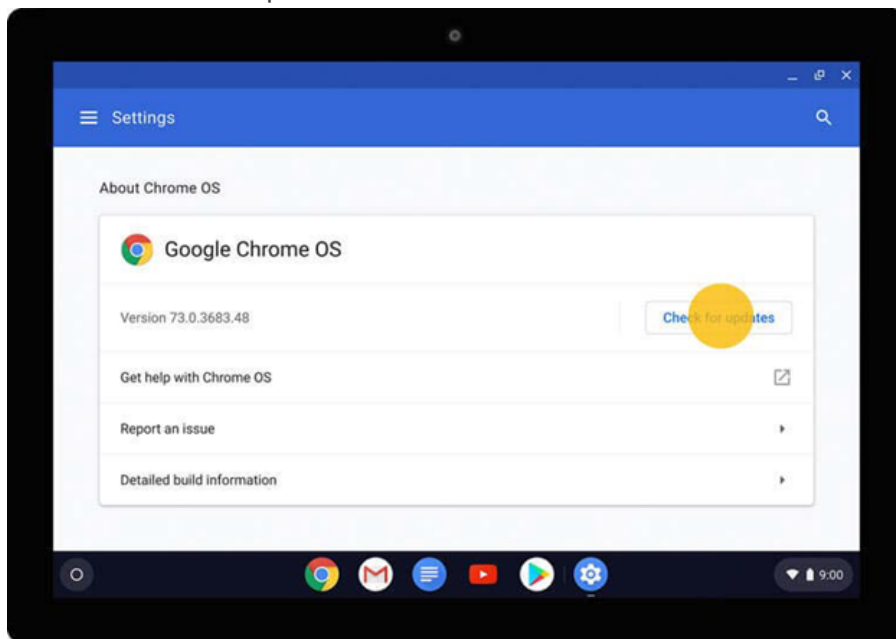 Settings
About Chrome OS
Google Chrome OS
Version 73.0.3683.48
Check for updates
Get help with Chrome OS
Report an issue
Detailed build information
9:00